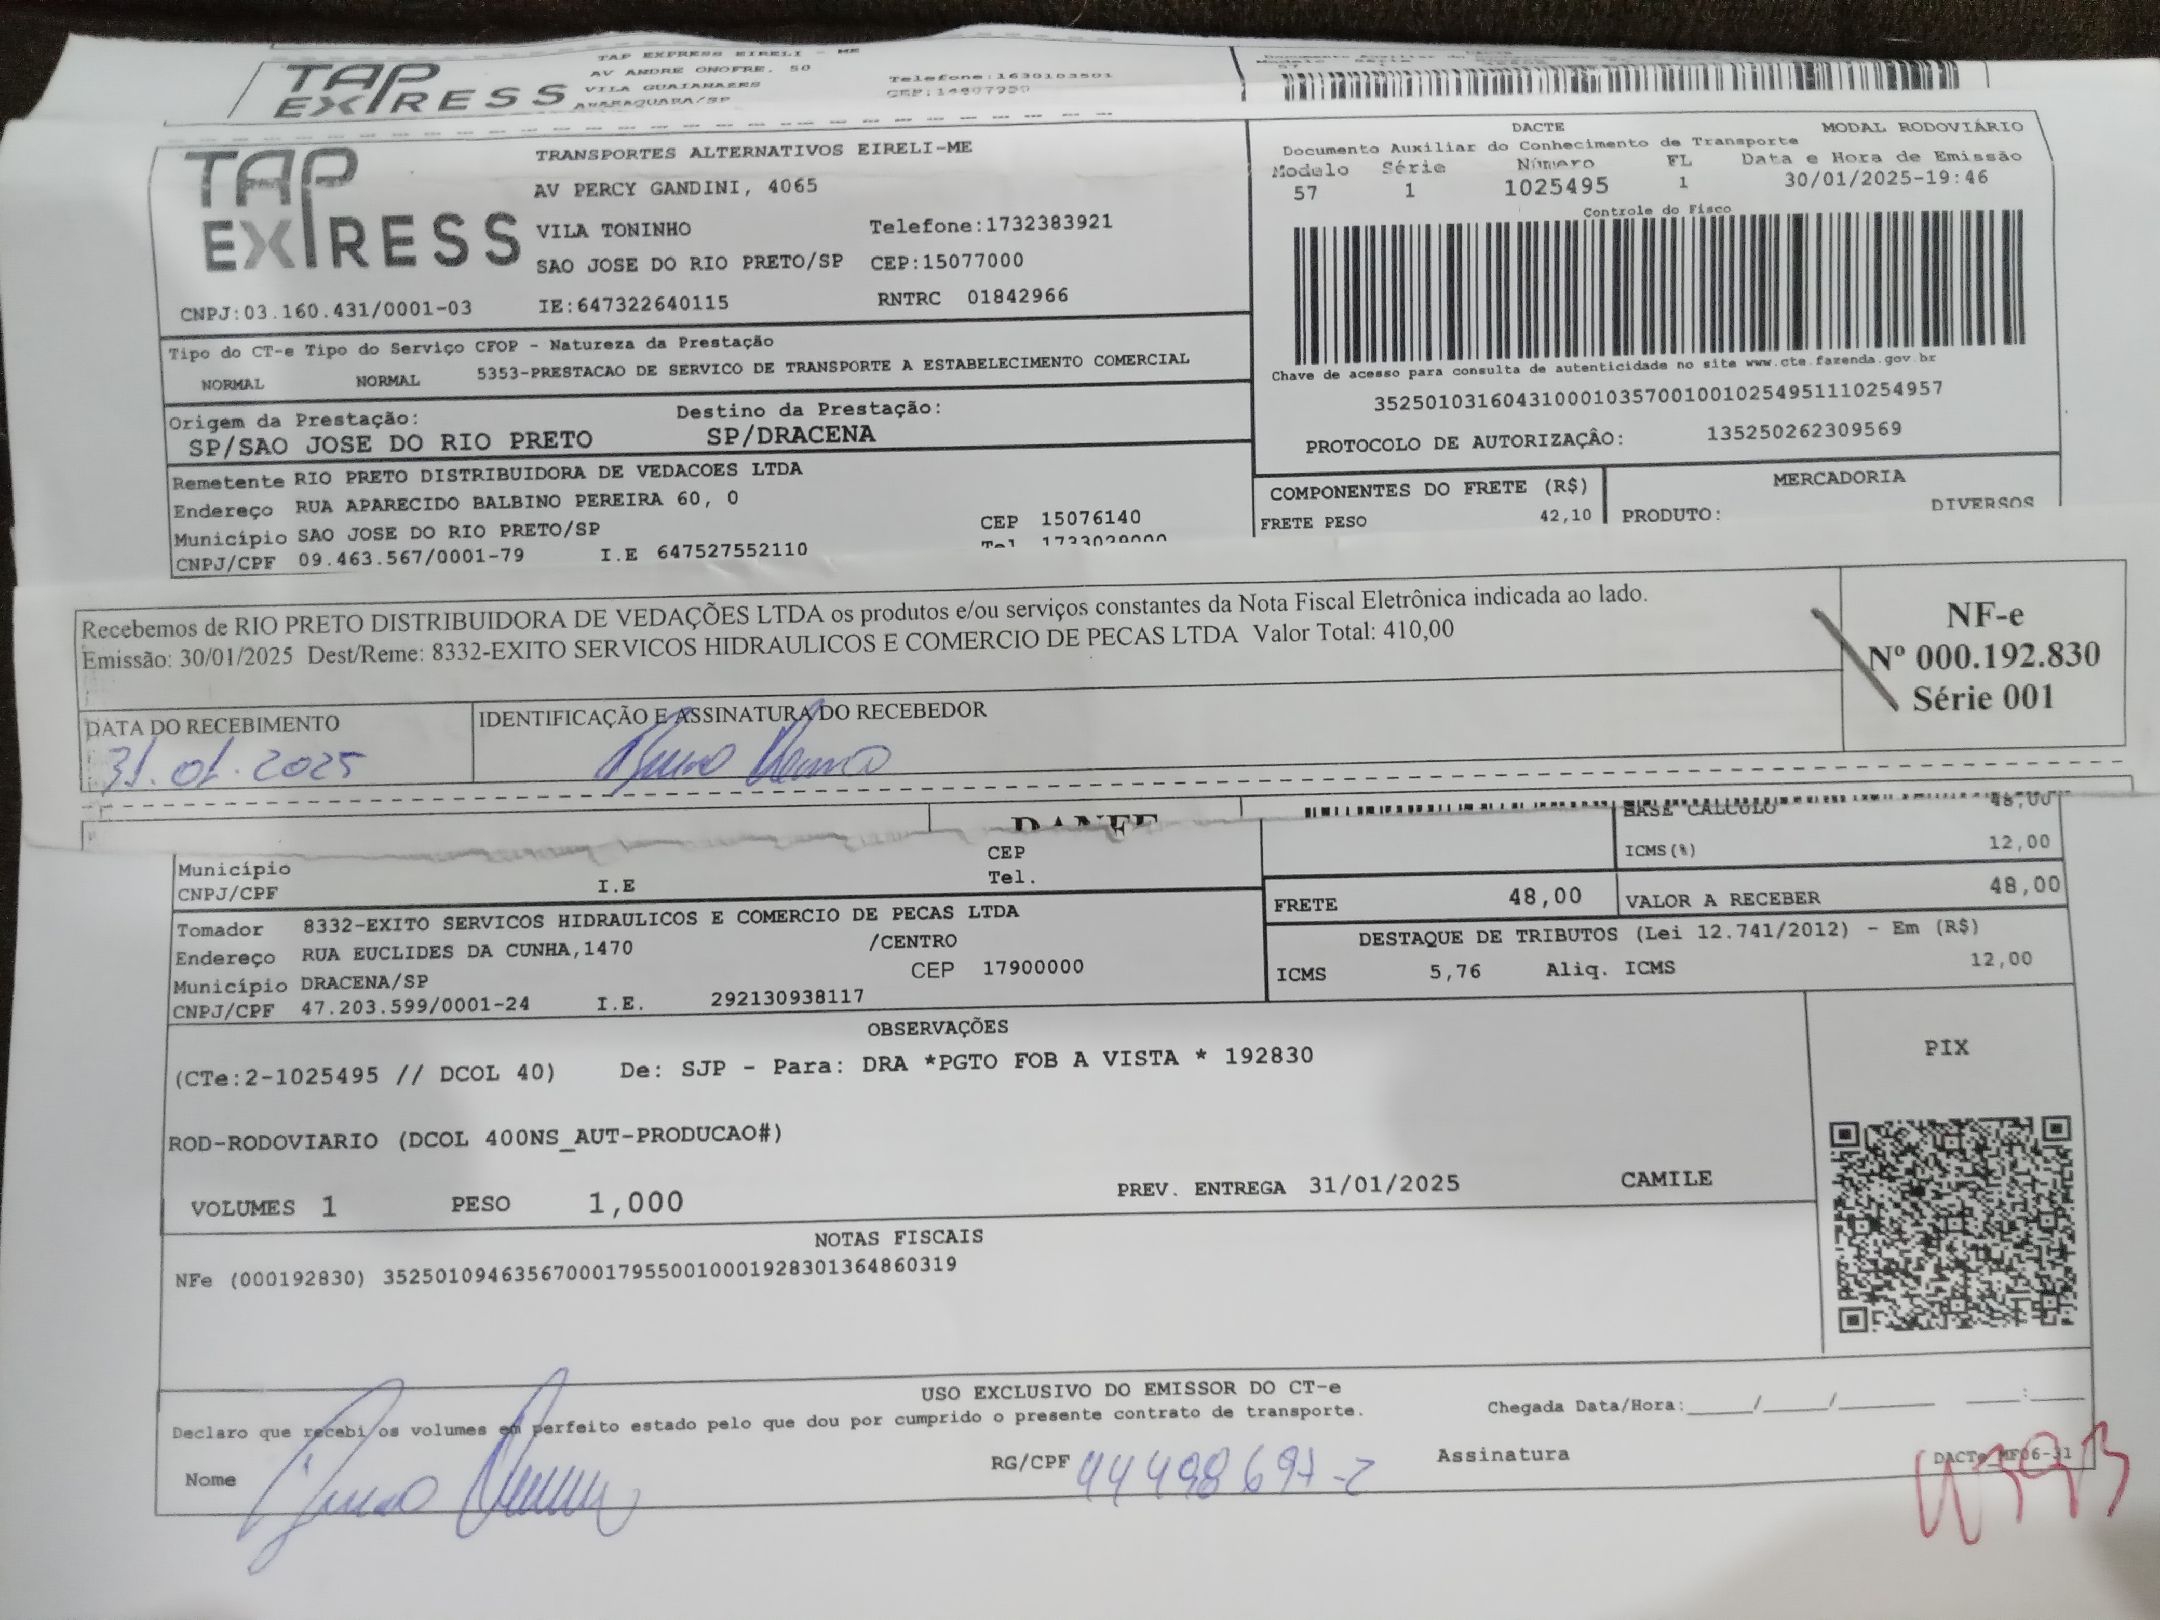 TAP EXPRESS
TAP EXPRESS EIRELI - ME
AV ANDRE ONOFRE, 50
VILA GUAIANAZES
ARARAQUARA/SP
Telefone:1630103501
TAP EXPRESS
TRANSPORTES ALTERNATIVOS EIRELI-ME
AV PERCY GANDINI, 4065
VILA TONINHO Telefone:1732383921
SAO JOSE DO RIO PRETO/SP CEP:15077000
CNPJ:03.160.431/0001-03 IE:647322640115 RNTRC 01842966
DACTE MODAL RODOVIÁRIO
Documento Auxiliar do Conhecimento de Transporte
Modelo Série Número FL Data e Hora de Emissão
57 1 1025495 1 30/01/2025-19:46
Controle do Fisco
Chave de acesso para consulta de autenticidade no site www.cte.fazenda.gov.br
35250103160431000103570010010254951110254957
PROTOCOLO DE AUTORIZAÇÃO: 135250262309569
Tipo do CT-e Tipo do Serviço CFOP - Natureza da Prestação
NORMAL NORMAL 5353-PRESTACAO DE SERVICO DE TRANSPORTE A ESTABELECIMENTO COMERCIAL
Origem da Prestação: Destino da Prestação:
SP/SAO JOSE DO RIO PRETO SP/DRACENA
Remetente RIO PRETO DISTRIBUIDORA DE VEDACOES LTDA
Endereço RUA APARECIDO BALBINO PEREIRA 60, 0
Município SAO JOSE DO RIO PRETO/SP CEP 15076140
CNPJ/CPF 09.463.567/0001-79 I.E 647527552110 Tel 1733029000
COMPONENTES DO FRETE (R$) MERCADORIA
FRETE PESO 42,10 PRODUTO: DIVERSOS
Recebemos de RIO PRETO DISTRIBUIDORA DE VEDAÇÕES LTDA os produtos e/ou serviços constantes da Nota Fiscal Eletrônica indicada ao lado.
Emissão: 30/01/2025 Dest/Reme: 8332-EXITO SERVICOS HIDRAULICOS E COMERCIO DE PECAS LTDA Valor Total: 410,00
NF-e
Nº 000.192.830
Série 001
DATA DO RECEBIMENTO IDENTIFICAÇÃO E ASSINATURA DO RECEBEDOR
31.01.2025
DANFE
BASE CALCULO 48,00
ICMS(%) 12,00
Município CEP
CNPJ/CPF I.E Tel.
FRETE 48,00 VALOR A RECEBER 48,00
Tomador 8332-EXITO SERVICOS HIDRAULICOS E COMERCIO DE PECAS LTDA
Endereço RUA EUCLIDES DA CUNHA,1470 /CENTRO
Município DRACENA/SP CEP 17900000
CNPJ/CPF 47.203.599/0001-24 I.E. 292130938117
DESTAQUE DE TRIBUTOS (Lei 12.741/2012) - Em (R$)
ICMS 5,76 Aliq. ICMS 12,00
OBSERVAÇÕES
(CTe:2-1025495 // DCOL 40) De: SJP - Para: DRA *PGTO FOB A VISTA * 192830
ROD-RODOVIARIO (DCOL 400NS_AUT-PRODUCAO#)
VOLUMES 1 PESO 1,000 PREV. ENTREGA 31/01/2025 CAMILE
PIX
NOTAS FISCAIS
NFe (000192830) 35250109463567000179550010001928301364860319
USO EXCLUSIVO DO EMISSOR DO CT-e
Declaro que recebi os volumes em perfeito estado pelo que dou por cumprido o presente contrato de transporte.
Chegada Data/Hora:_____/_____/_______ ____:____
Nome RG/CPF 44498697-2 Assinatura
DACTe MF06-31